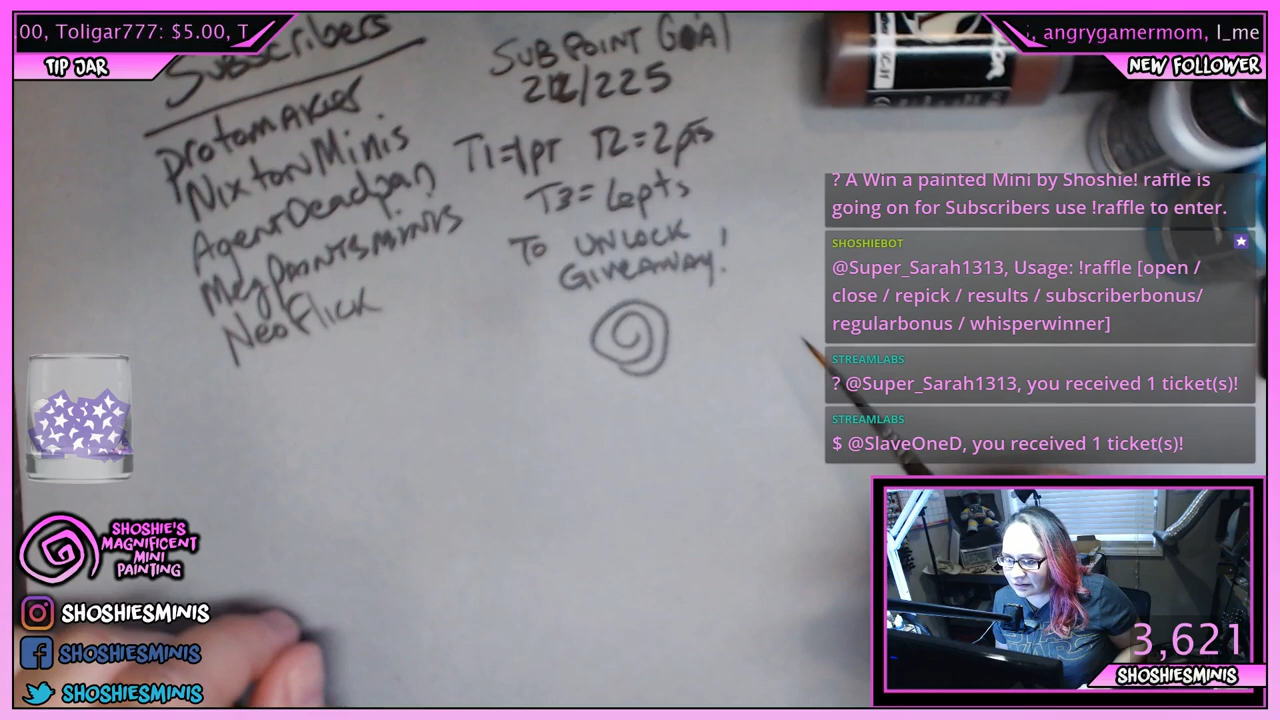 00, Toligar777: $5.00, T
TIP JAR
, angrygamermom, l_me
NEW FOLLOWER
Subscribers
protomakes
NixtonMinis
AgentDeadpan
MegPaintsMinis
NeoFlick
SUB POINT GOAL
212/225
T1=1pt T2=2pts
T3=6pts
TO UNLOCK
GIVEAWAY!
? A Win a painted Mini by Shoshie! raffle is
going on for Subscribers use !raffle to enter.
SHOSHIEBOT
@Super_Sarah1313, Usage: !raffle [open /
close / repick / results / subscriberbonus/
regularbonus / whisperwinner]
STREAMLABS
? @Super_Sarah1313, you received 1 ticket(s)!
STREAMLABS
$ @SlaveOneD, you received 1 ticket(s)!
SHOSHIE'S
MAGNIFICENT
MINI
PAINTING
SHOSHIESMINIS
SHOSHIESMINIS
SHOSHIESMINIS
3,621
SHOSHIESMINIS